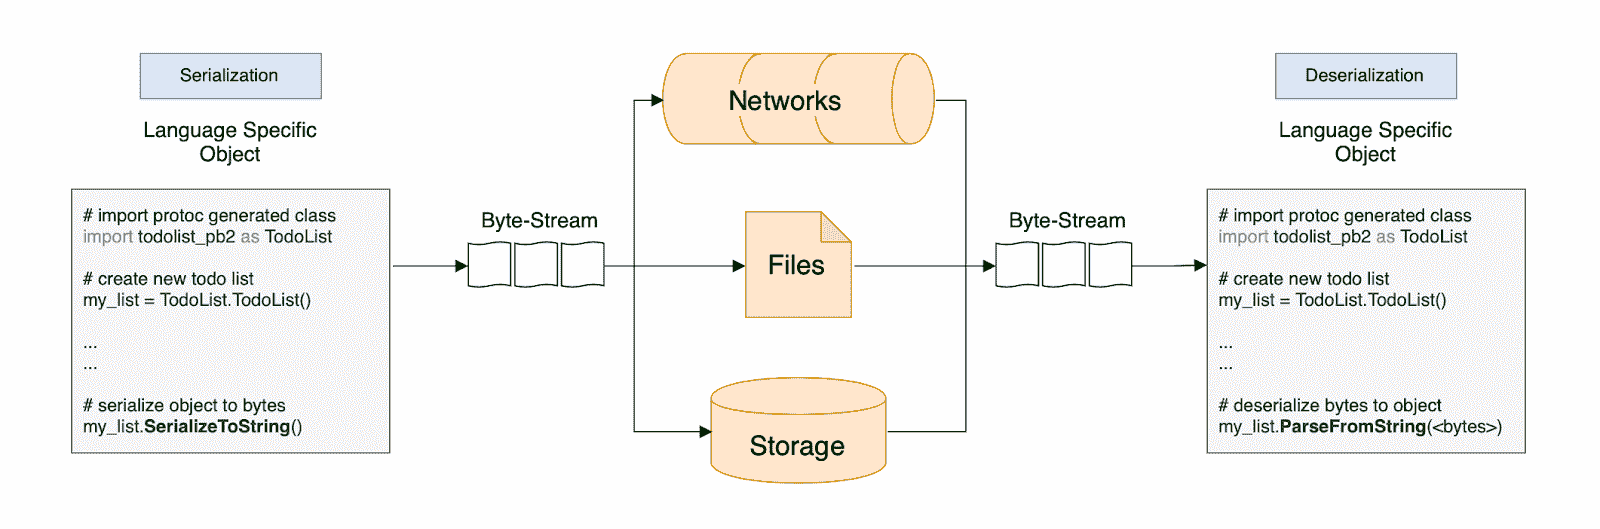 Serialization
Language Specific
Object
# import protoc generated class
import todolist_pb2 as TodoList
# create new todo list
my_list = TodoList.TodoList()
...
...
# serialize object to bytes
my_list.SerializeToString()
Byte-Stream
Networks
Files
Storage
Byte-Stream
Deserialization
Language Specific
Object
# import protoc generated class
import todolist_pb2 as TodoList
# create new todo list
my_list = TodoList.TodoList()
...
...
# deserialize bytes to object
my_list.ParseFromString(<bytes>)